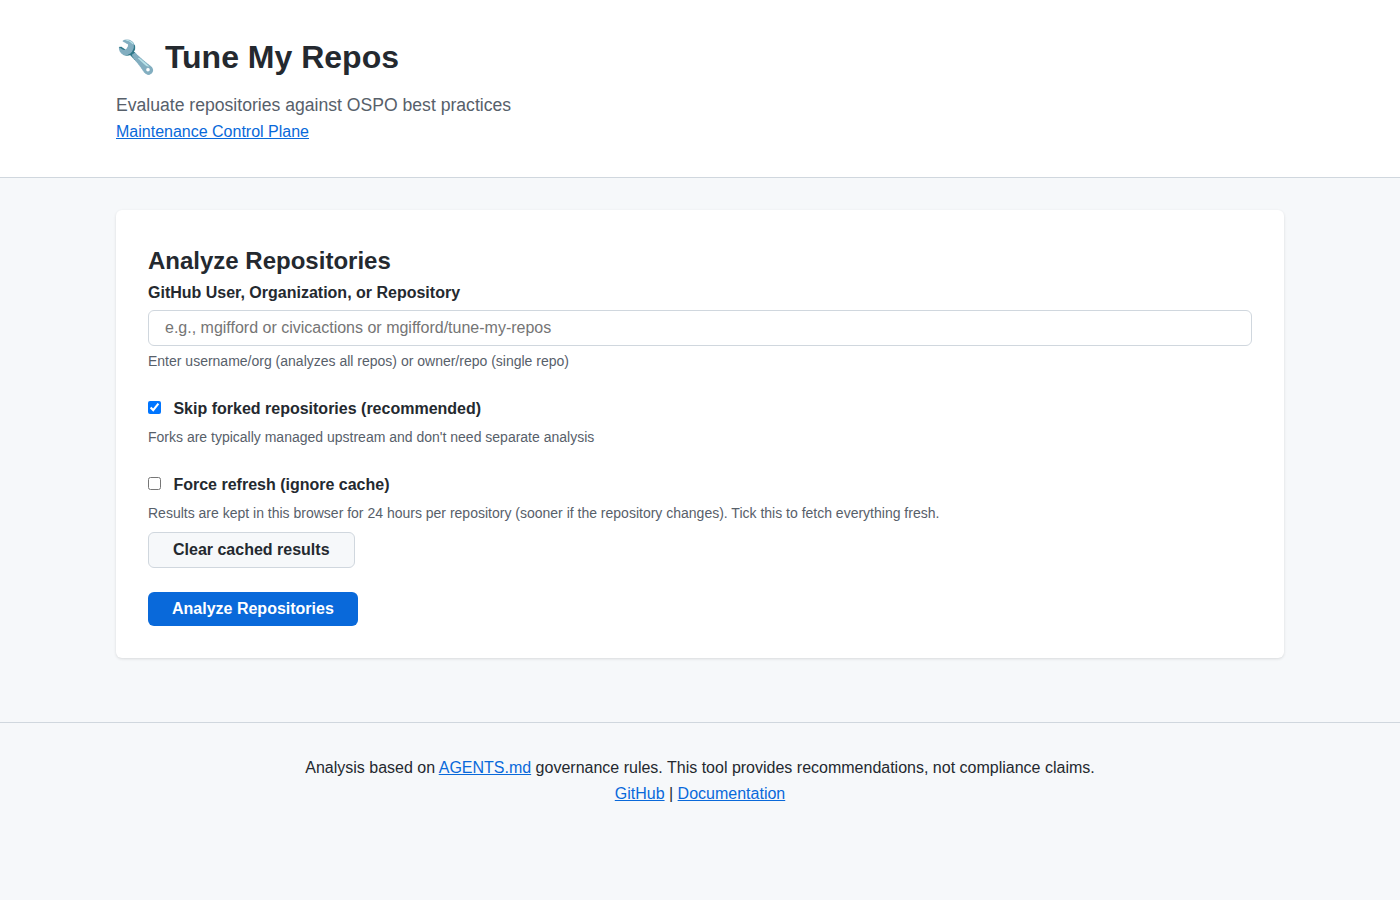 🔧 Tune My Repos
Evaluate repositories against OSPO best practices
Maintenance Control Plane
Analyze Repositories
GitHub User, Organization, or Repository
e.g., mgifford or civicactions or mgifford/tune-my-repos
Enter username/org (analyzes all repos) or owner/repo (single repo)
Skip forked repositories (recommended)
Forks are typically managed upstream and don't need separate analysis
Force refresh (ignore cache)
Results are kept in this browser for 24 hours per repository (sooner if the repository changes). Tick this to fetch everything fresh.
Clear cached results
Analyze Repositories
Analysis based on AGENTS.md governance rules. This tool provides recommendations, not compliance claims.
GitHub | Documentation